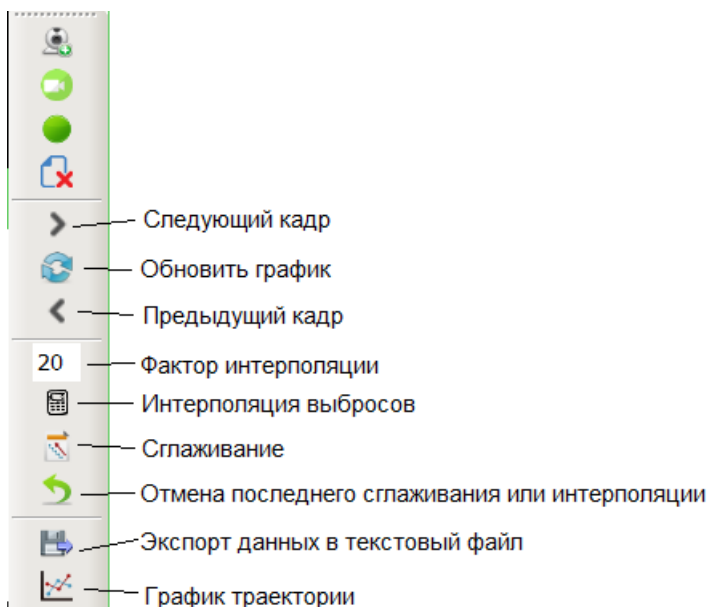 Следующий кадр
Обновить график
Предыдущий кадр
20 Фактор интерполяции
Интерполяция выбросов
Сглаживание
Отмена последнего сглаживания или интерполяции
Экспорт данных в текстовый файл
График траектории